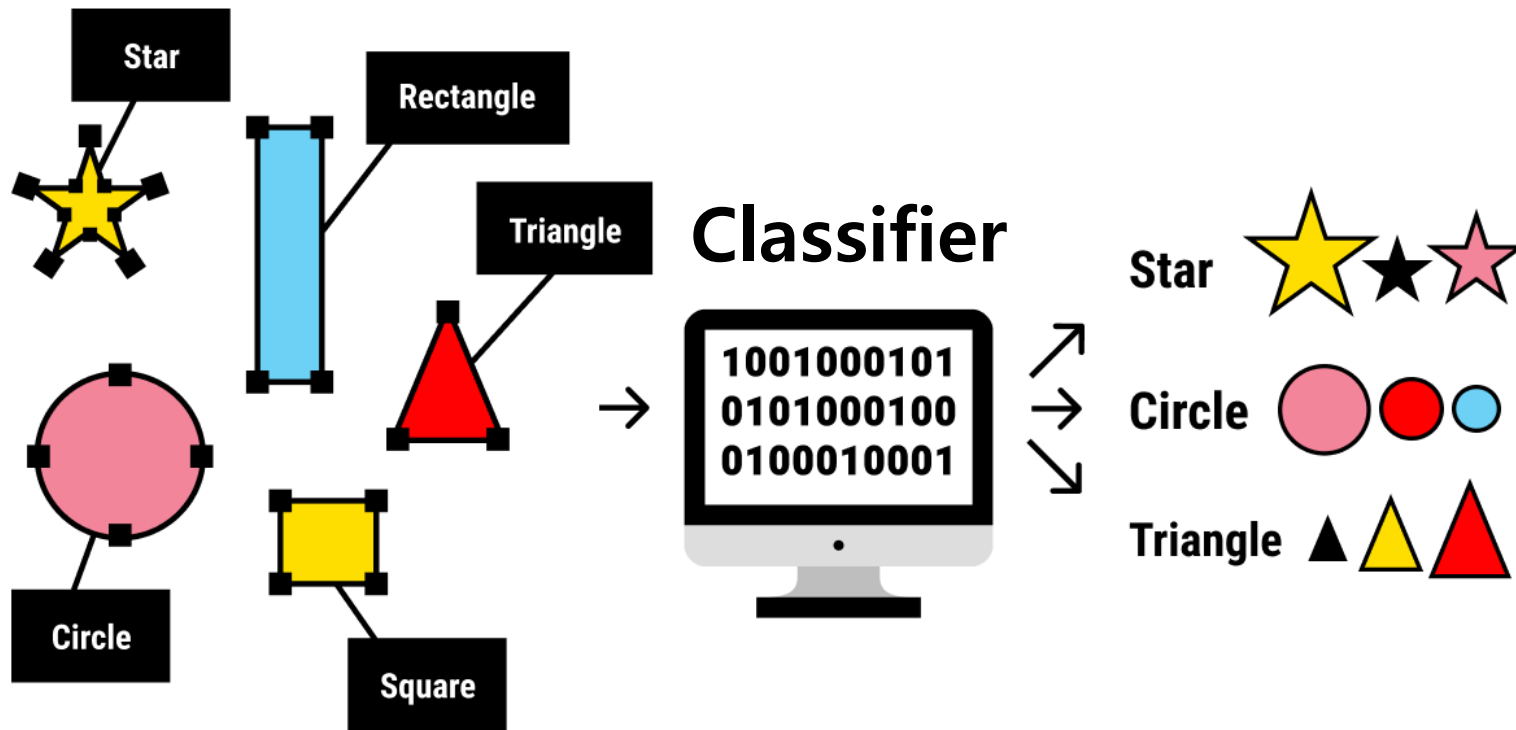 Star
Rectangle
Triangle
Circle
Square
Classifier
1001000101
0101000100
0100010001
Star
Circle
Triangle